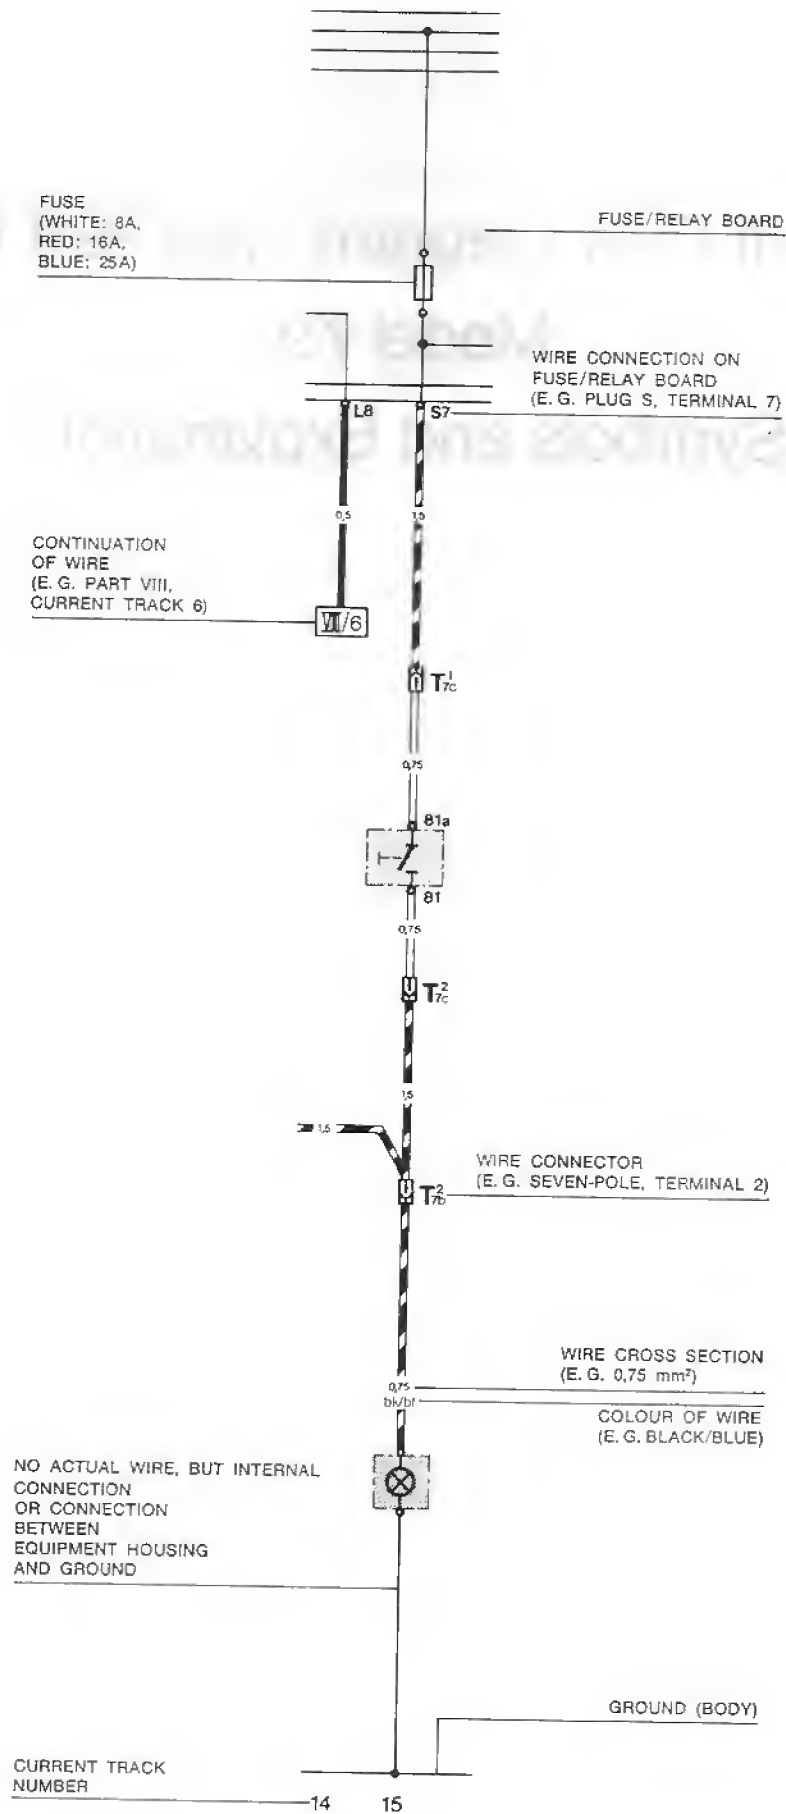 FUSE
(WHITE: 8A,
RED: 16A,
BLUE: 25A)
FUSE/RELAY BOARD
WIRE CONNECTION ON
FUSE/RELAY BOARD
(E. G. PLUG S, TERMINAL 7)
L8
S7
0,5
1,5
CONTINUATION
OF WIRE
(E. G. PART VIII,
CURRENT TRACK 6)
VIII/6
T7c1
0,75
81a
81
0,75
T7c2
1,5
1,5
WIRE CONNECTOR
(E. G. SEVEN-POLE, TERMINAL 2)
T7b2
WIRE CROSS SECTION
(E. G. 0,75 mm²)
0,75
bk/bl
COLOUR OF WIRE
(E. G. BLACK/BLUE)
NO ACTUAL WIRE, BUT INTERNAL
CONNECTION
OR CONNECTION
BETWEEN
EQUIPMENT HOUSING
AND GROUND
GROUND (BODY)
CURRENT TRACK
NUMBER
14
15